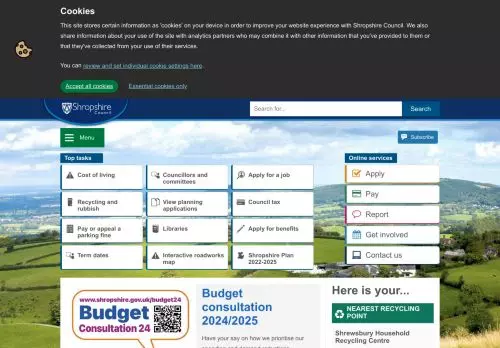 Cookies
This site stores certain information as 'cookies' on your device in order to improve your website experience with Shropshire Council. We also
share information about your use of the site with analytics partners who may combine it with other information that you've provided to them or
that they've collected from your use of their services.
You can review and set individual cookie settings here.
Accept all cookies
Essential cookies only
Shropshire
Council
Search for...
Search
Menu
Subscribe
Top tasks
Cost of living
Councillors and
committees
Apply for a job
Recycling and
rubbish
View planning
applications
Council tax
Pay or appeal a
parking fine
Libraries
Apply for benefits
Term dates
Interactive roadworks
map
Shropshire Plan
2022-2025
Online services
Apply
Pay
Report
Get involved
Contact us
www.shropshire.gov.uk/budget24
Budget
Consultation 24
Budget
consultation
2024/2025
Have your say on how we prioritise our
Here is your...
NEAREST RECYCLING
POINT
Shrewsbury Household
Recycling Centre